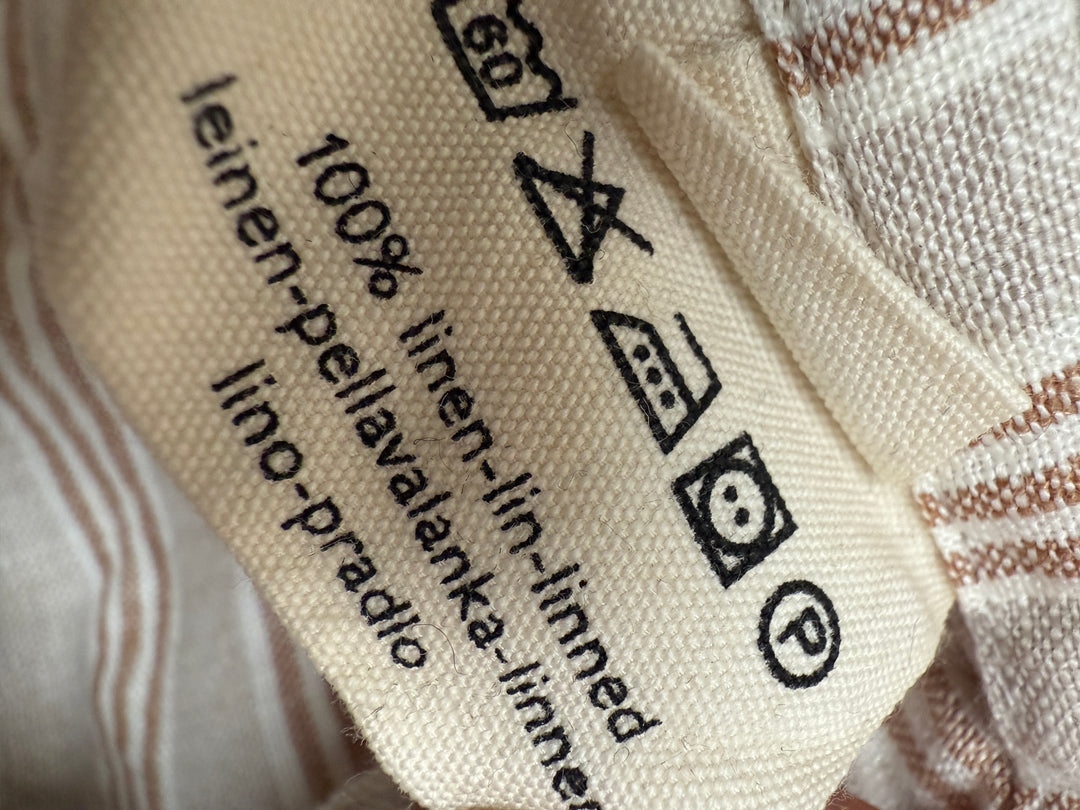 60
P
100% linen-lin-linned
leinen-pellavalanka-linne
lino-pradlo